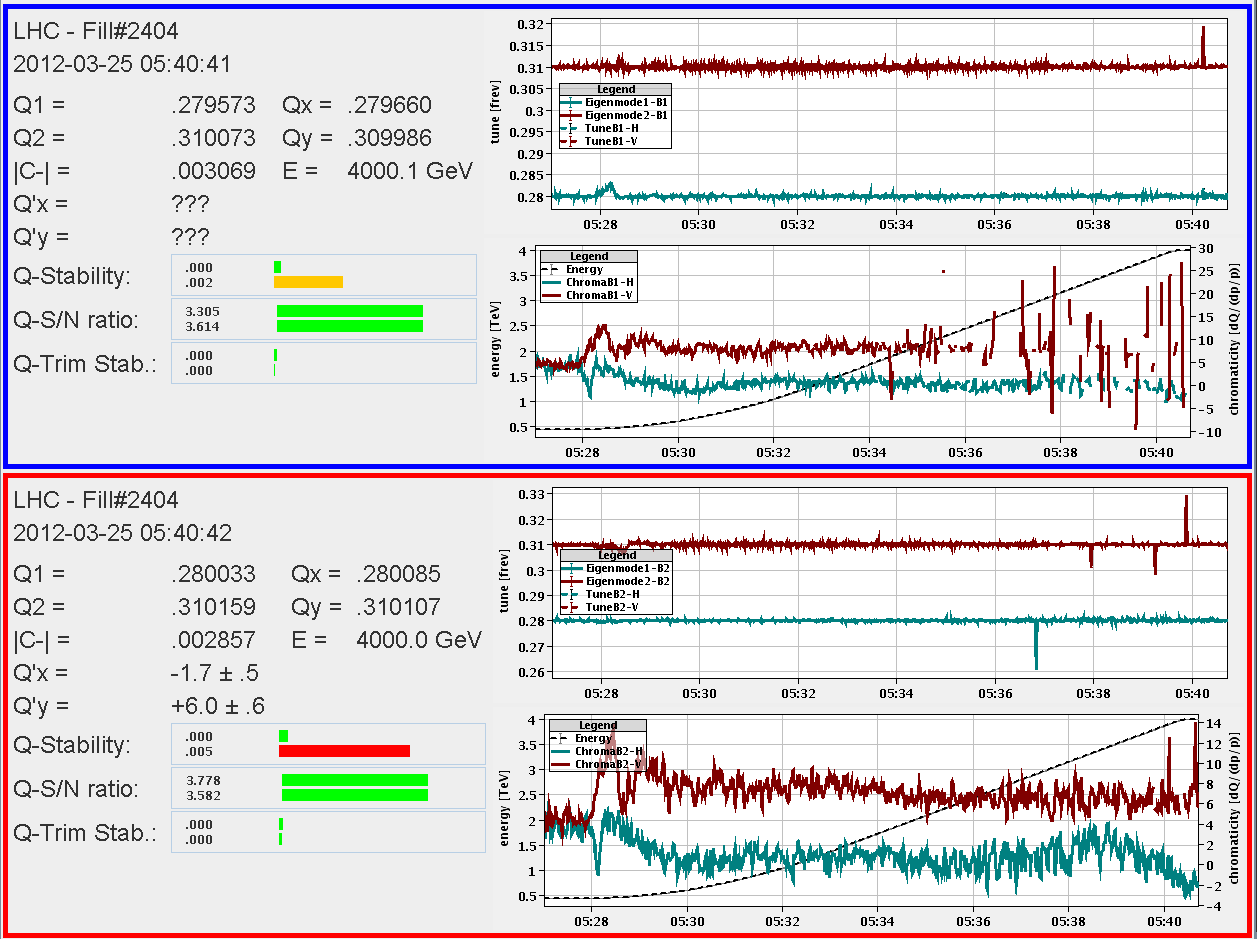 LHC - Fill#2404
2012-03-25 05:40:41
Q1 = .279573 Qx = .279660
Q2 = .310073 Qy = .309986
|C-| = .003069 E = 4000.1 GeV
Q'x = ???
Q'y = ???
Q-Stability: .000
.002
Q-S/N ratio: 3.305
3.614
Q-Trim Stab.: .000
.000
tune [frev]
0.32
0.315
0.31
0.305
0.3
0.295
0.29
0.285
0.28
Legend
Eigenmode1-B1
Eigenmode2-B1
TuneB1-H
TuneB1-V
05:28 05:30 05:32 05:34 05:36 05:38 05:40
energy [TeV]
4
3.5
3
2.5
2
1.5
1
0.5
Legend
Energy
ChromaB1-H
ChromaB1-V
30
25
20
15
10
5
0
-5
-10
chromaticity [dQ/(dp/p)]
05:28 05:30 05:32 05:34 05:36 05:38 05:40
LHC - Fill#2404
2012-03-25 05:40:42
Q1 = .280033 Qx = .280085
Q2 = .310159 Qy = .310107
|C-| = .002857 E = 4000.0 GeV
Q'x = -1.7 ± .5
Q'y = +6.0 ± .6
Q-Stability: .000
.005
Q-S/N ratio: 3.778
3.582
Q-Trim Stab.: .000
.000
tune [frev]
0.33
0.32
0.31
0.3
0.29
0.28
0.27
0.26
Legend
Eigenmode1-B2
Eigenmode2-B2
TuneB2-H
TuneB2-V
05:28 05:30 05:32 05:34 05:36 05:38 05:40
energy [TeV]
4
3.5
3
2.5
2
1.5
1
0.5
Legend
Energy
ChromaB2-H
ChromaB2-V
14
12
10
8
6
4
2
0
-2
-4
chromaticity [dQ/(dp/p)]
05:28 05:30 05:32 05:34 05:36 05:38 05:40